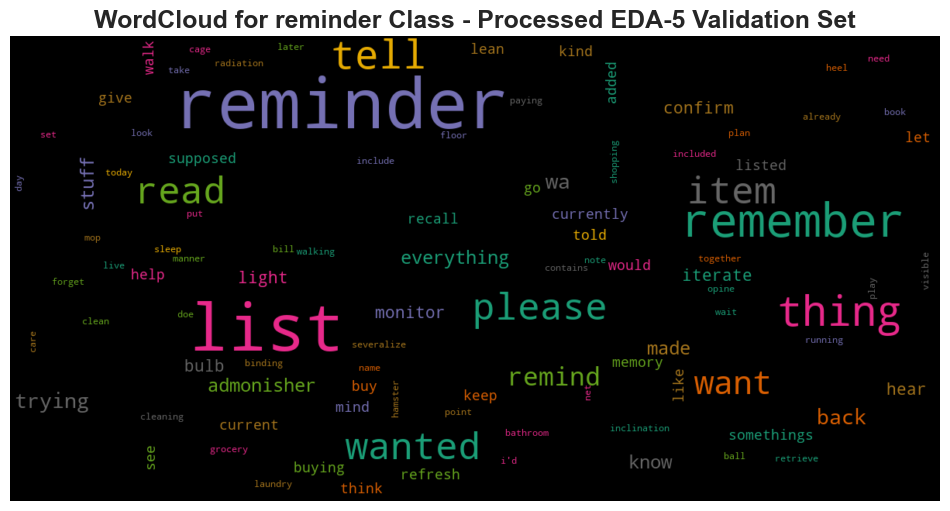 WordCloud for reminder Class - Processed EDA-5 Validation Set
walk
cage
later
tell
lean
kind
need
take
radiation
added
heel
give
reminder
paying
confirm
already
book
set
look
floor
plan
let
supposed
include
shopping
included
listed
stuff
today
day
read
go
wa
item
put
recall
currently
remember
mop
told
sleep
bill
walking
everything
note
would
together
manner
live
help
light
contains
iterate
forget
opine
play
visible
list
monitor
please
thing
clean
doe
wait
care
severalize
made
running
bulb
binding
name
memory
admonisher
buy
remind
like
want
hear
trying
hamster
keep
net
mind
cleaning
point
back
current
bathroom
inclination
somethings
see
grocery
wanted
i'd
know
ball
retrieve
buying
refresh
laundry
think